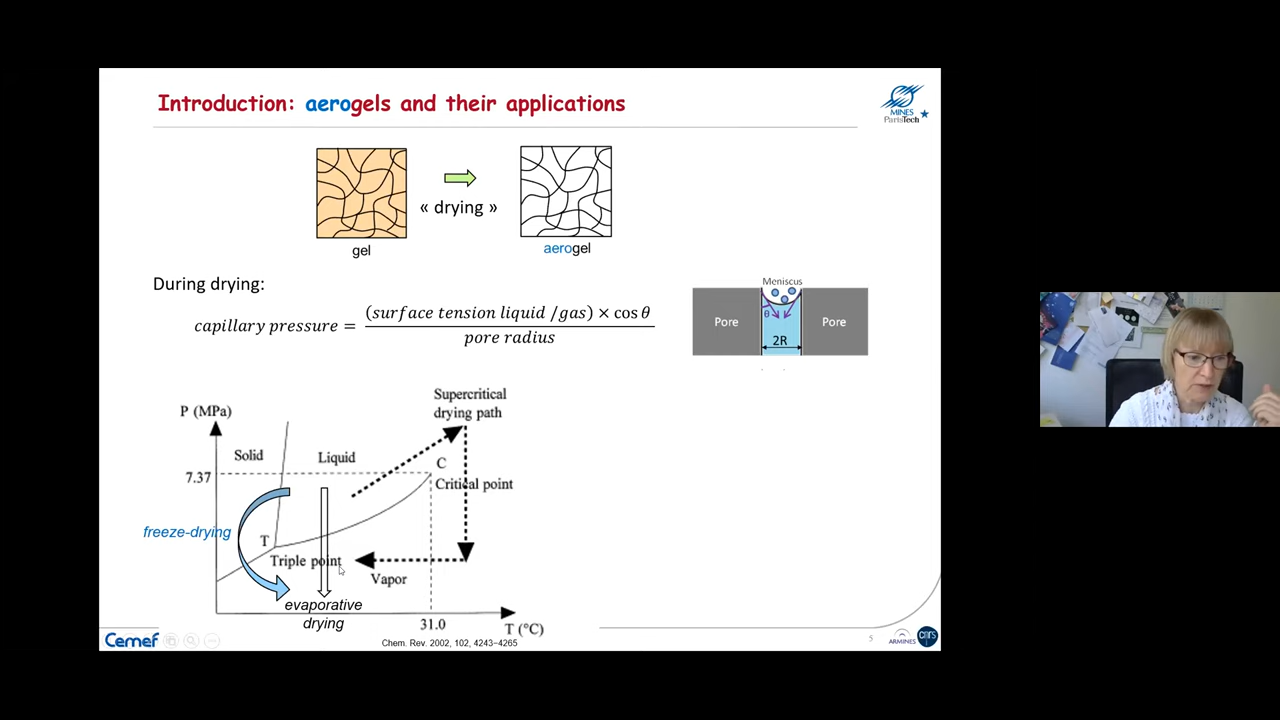 Introduction: aerogels and their applications
MINES
ParisTech
« drying »
gel
aerogel
During drying:
capillary pressure = (surface tension liquid /gas) × cos θ
pore radius
Meniscus
θ
Pore
Pore
2R
P (MPa)
Supercritical
drying path
Solid
Liquid
C
7.37
Critical point
freeze-drying
T
Triple point
Vapor
evaporative
drying
31.0
T (°C)
Cemef
Chem. Rev. 2002, 102, 4243–4265
5
ARMINES
cnrs